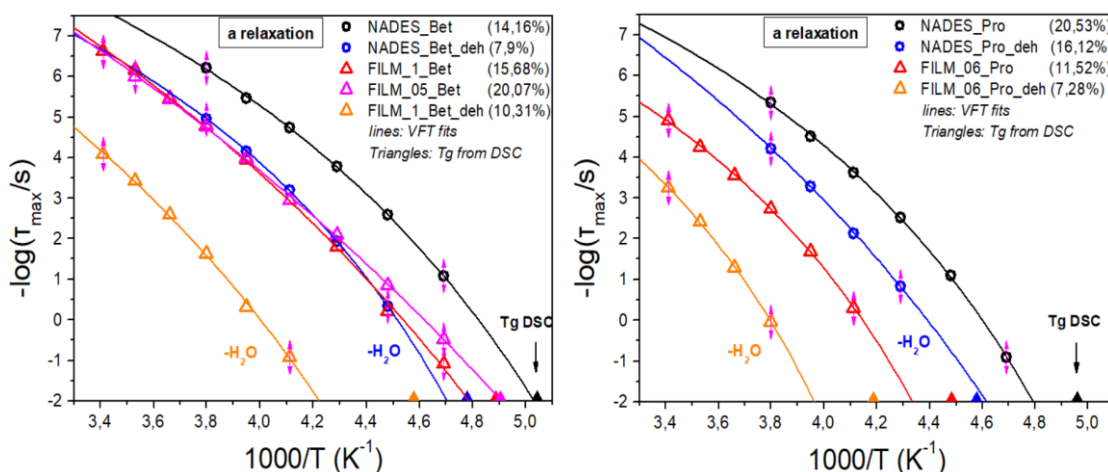 a relaxation
NADES_Bet (14,16%)
NADES_Bet_deh (7,9%)
FILM_1_Bet (15,68%)
FILM_05_Bet (20,07%)
FILM_1_Bet_deh (10,31%)
lines: VFT fits
Triangles: Tg from DSC
-log(τmax/s)
7
6
5
4
3
2
1
0
-1
-2
-H2O
-H2O
Tg DSC
3,4 3,6 3,8 4,0 4,2 4,4 4,6 4,8 5,0
1000/T (K-1)
a relaxation
NADES_Pro (20,53%)
NADES_Pro_deh (16,12%)
FILM_06_Pro (11,52%)
FILM_06_Pro_deh (7,28%)
lines: VFT fits
Triangles: Tg from DSC
-log(τmax/s)
7
6
5
4
3
2
1
0
-1
-2
-H2O
-H2O
Tg DSC
3,4 3,6 3,8 4,0 4,2 4,4 4,6 4,8 5,0
1000/T (K-1)